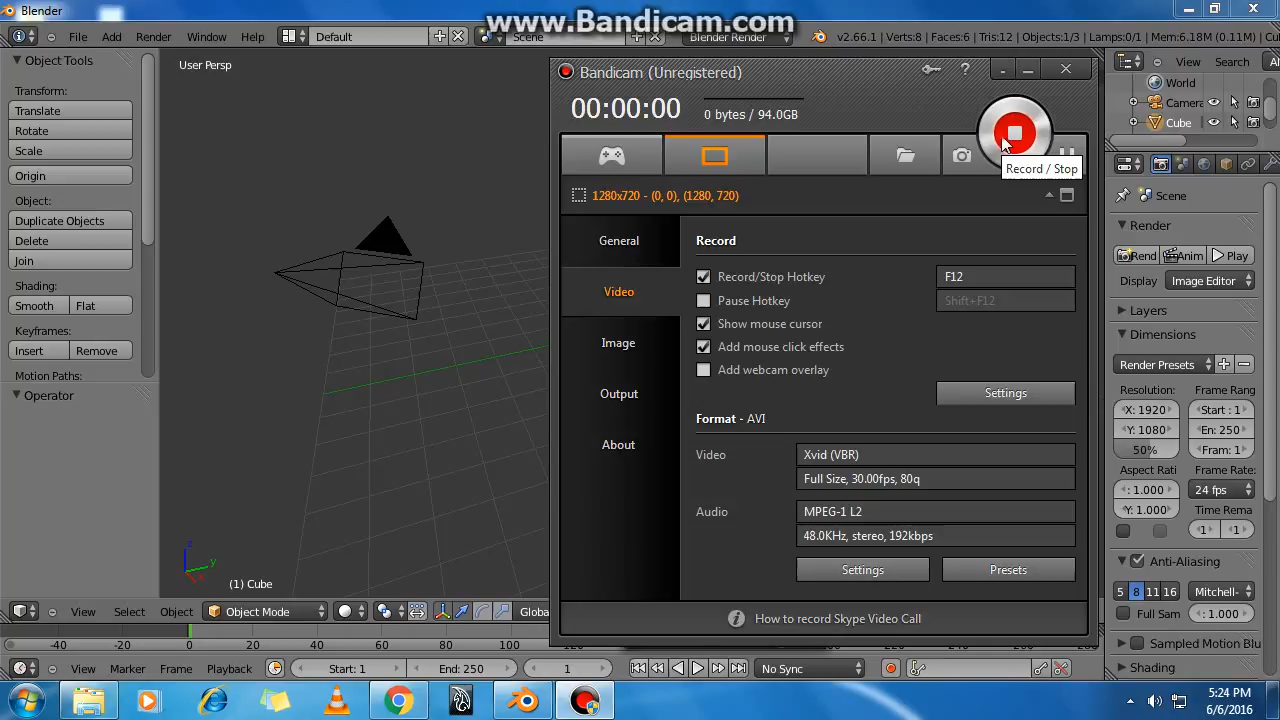 Blender
www.Bandicam.com
File Add Render Window Help
Default
Scene
Blender Render
v2.66.1 | Verts:8 | Faces:6 | Tris:12 | Objects:1/3 | Lamps:0/1 | Mem:6.18M (0.11M) | Cu
Object Tools
Transform:
Translate
Rotate
Scale
Origin
Object:
Duplicate Objects
Delete
Join
Shading:
Smooth Flat
Keyframes:
Insert Remove
Motion Paths:
Operator
User Persp
(1) Cube
Bandicam (Unregistered)
00:00:00
0 bytes / 94.0GB
Record / Stop
1280x720 - (0, 0), (1280, 720)
General
Video
Image
Output
About
Record
Record/Stop Hotkey F12
Pause Hotkey Shift+F12
Show mouse cursor
Add mouse click effects
Add webcam overlay
Settings
Format - AVI
Video Xvid (VBR)
Full Size, 30.00fps, 80q
Audio MPEG-1 L2
48.0KHz, stereo, 192kbps
Settings Presets
How to record Skype Video Call
View Search Al
World
Camera
Cube
Scene
Render
Rend Anim Play
Display Image Editor
Layers
Dimensions
Render Presets
Resolution: Frame Rang
X: 1920 Start : 1
Y: 1080 En: 250
50% Fram: 1
Aspect Rati Frame Rate:
: 1.000 24 fps
Y: 1.000 Time Rema
1 1
Anti-Aliasing
5 8 11 16 Mitchell-
Full Sam : 1.000
Sampled Motion Blu
Shading
View Select Object Object Mode Global
-40 -20 0 20 40 60 80 100
View Marker Frame Playback Start: 1 End: 250 1 No Sync
5:24 PM
6/6/2016